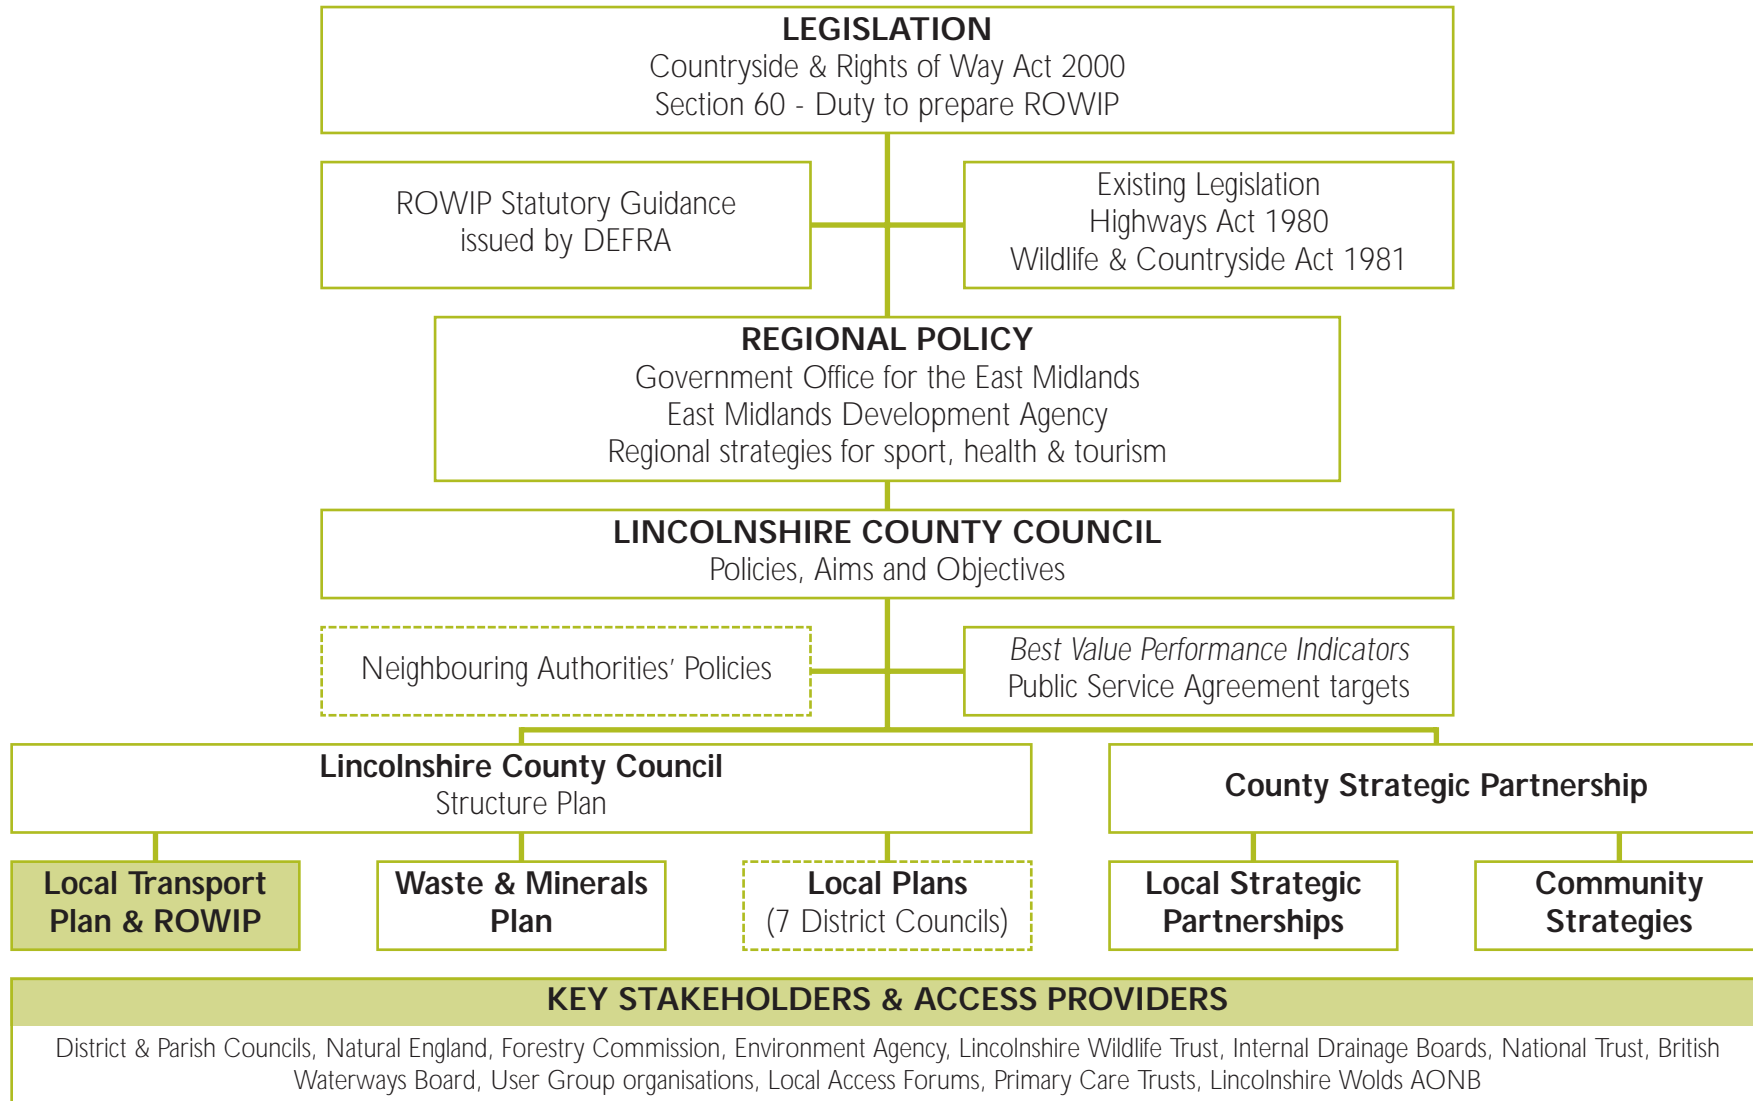 LEGISLATION
Countryside & Rights of Way Act 2000
Section 60 - Duty to prepare ROWIP
ROWIP Statutory Guidance
issued by DEFRA
Existing Legislation
Highways Act 1980
Wildlife & Countryside Act 1981
REGIONAL POLICY
Government Office for the East Midlands
East Midlands Development Agency
Regional strategies for sport, health & tourism
LINCOLNSHIRE COUNTY COUNCIL
Policies, Aims and Objectives
Neighbouring Authorities' Policies
Best Value Performance Indicators
Public Service Agreement targets
Lincolnshire County Council
Structure Plan
County Strategic Partnership
Local Transport
Plan & ROWIP
Waste & Minerals
Plan
Local Plans
(7 District Councils)
Local Strategic
Partnerships
Community
Strategies
KEY STAKEHOLDERS & ACCESS PROVIDERS
District & Parish Councils, Natural England, Forestry Commission, Environment Agency, Lincolnshire Wildlife Trust, Internal Drainage Boards, National Trust, British
Waterways Board, User Group organisations, Local Access Forums, Primary Care Trusts, Lincolnshire Wolds AONB